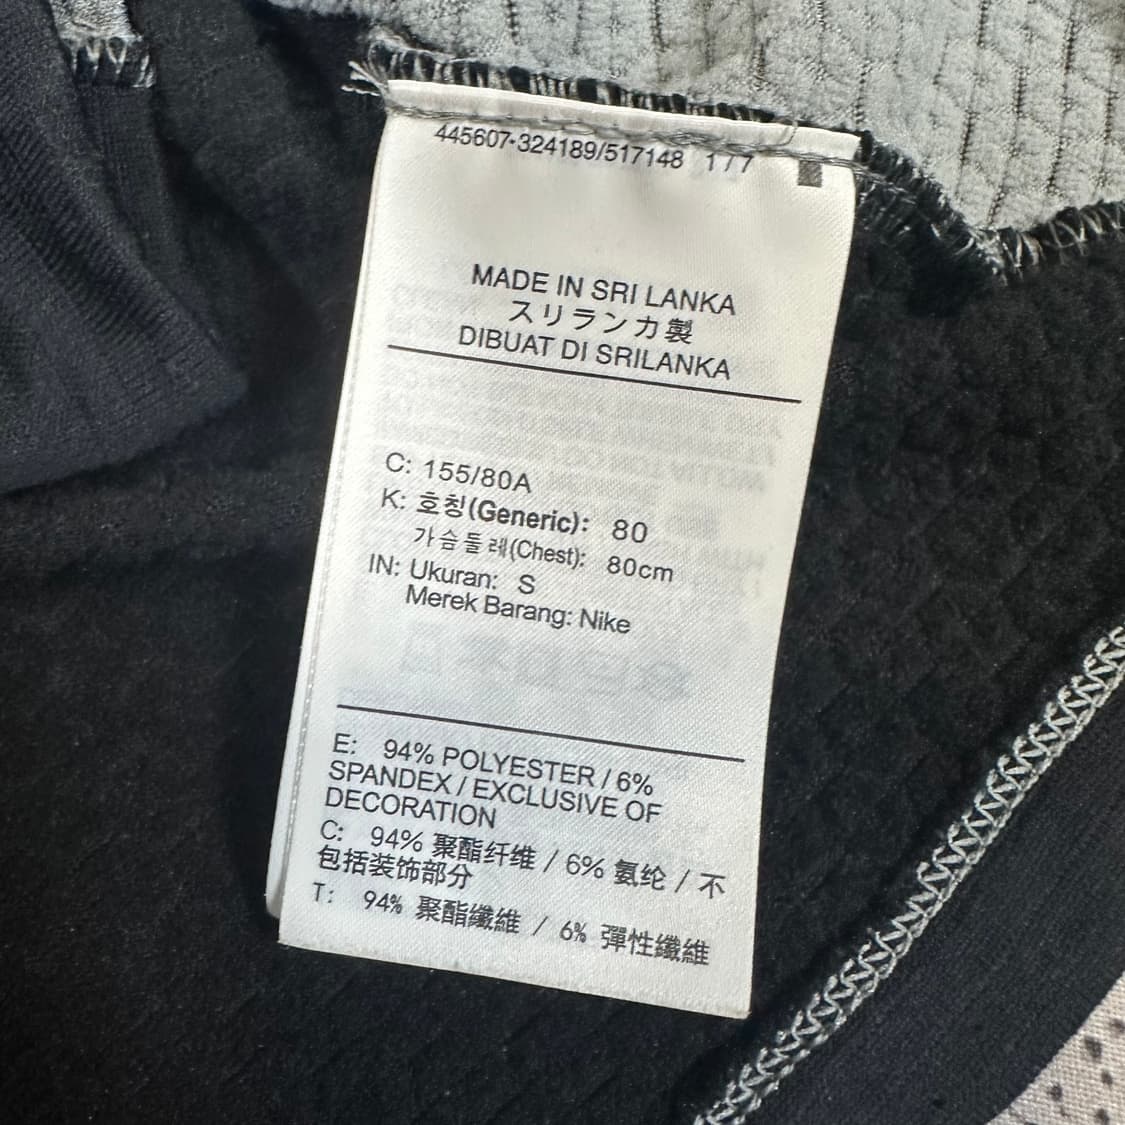 445607-324189/517148 1/7
MADE IN SRI LANKA
スリランカ製
DIBUAT DI SRILANKA
C: 155/80A
K: 호칭(Generic): 80
가슴둘레(Chest): 80cm
IN: Ukuran: S
Merek Barang: Nike
E: 94% POLYESTER / 6%
SPANDEX / EXCLUSIVE OF
DECORATION
C: 94% 聚酯纤维 / 6% 氨纶 / 不
包括装饰部分
T: 94% 聚酯纖維 / 6% 彈性纖維